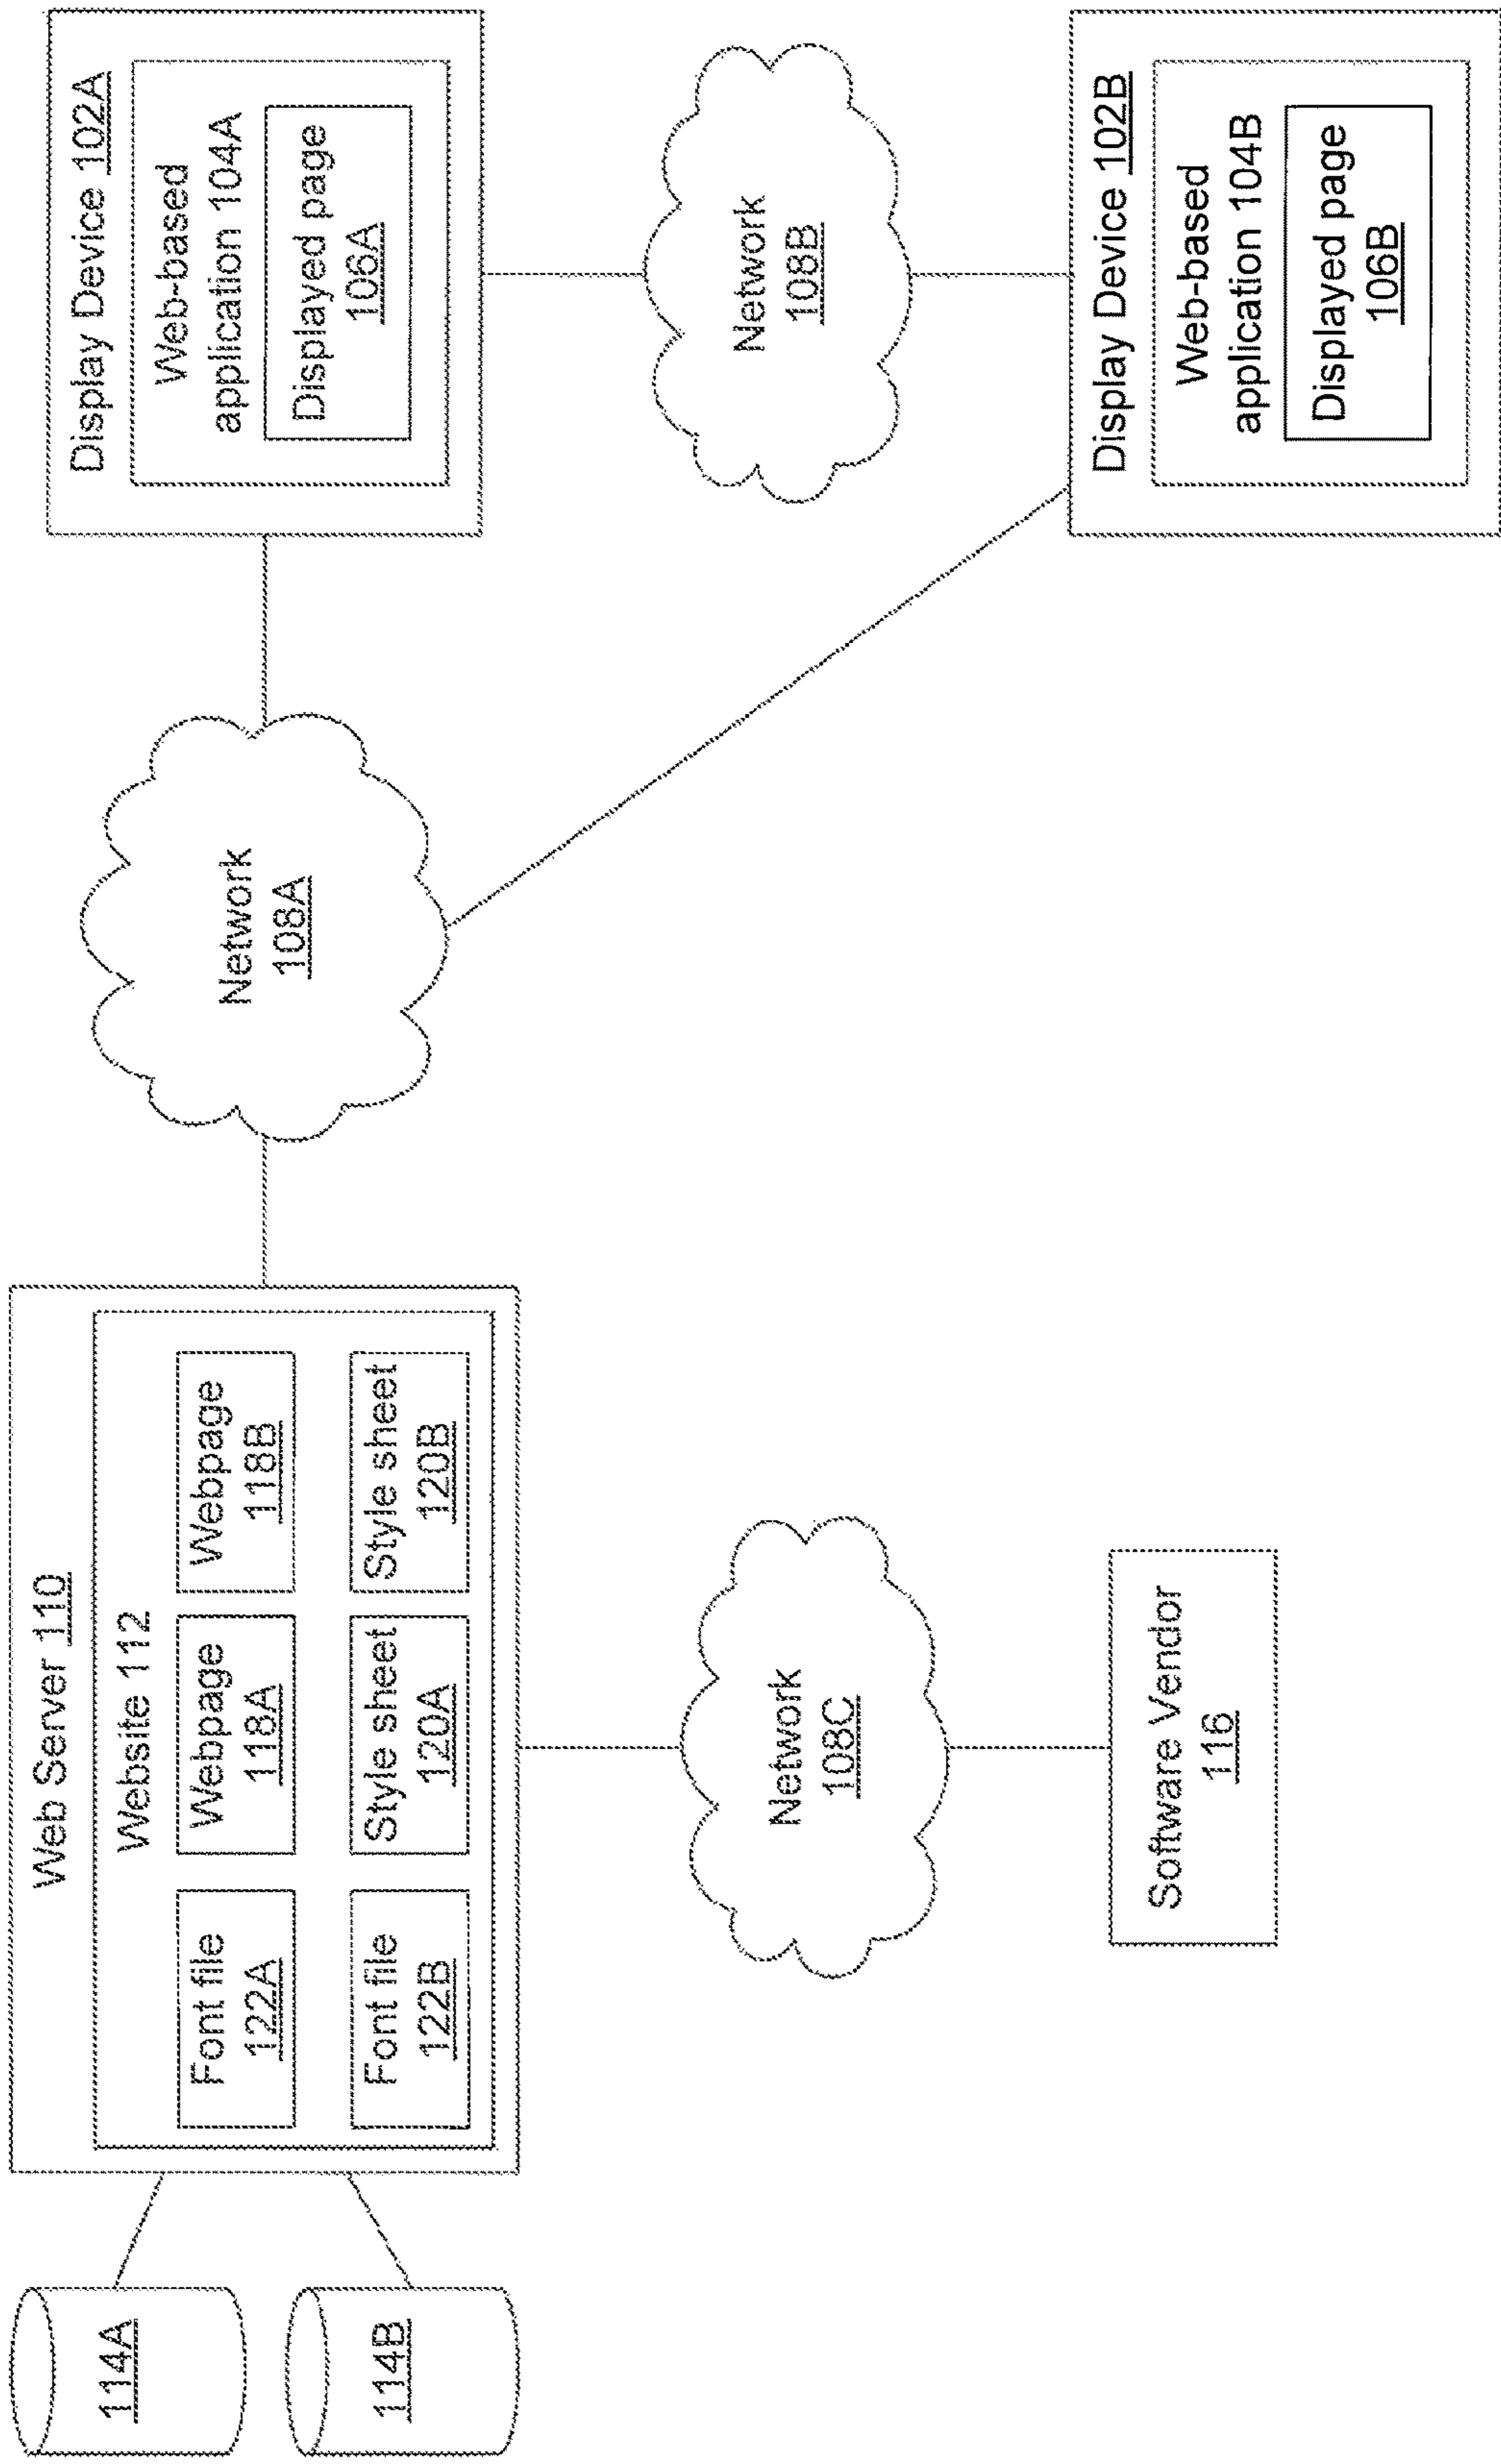 114A
114B
Web Server 110
Website 112
Font file
122A
Webpage
118A
Webpage
118B
Font file
122B
Style sheet
120A
Style sheet
120B
Network
108A
Display Device 102A
Web-based
application 104A
Displayed page
106A
Network
108C
Network
108B
Software Vendor
116
Display Device 102B
Web-based
application 104B
Displayed page
106B